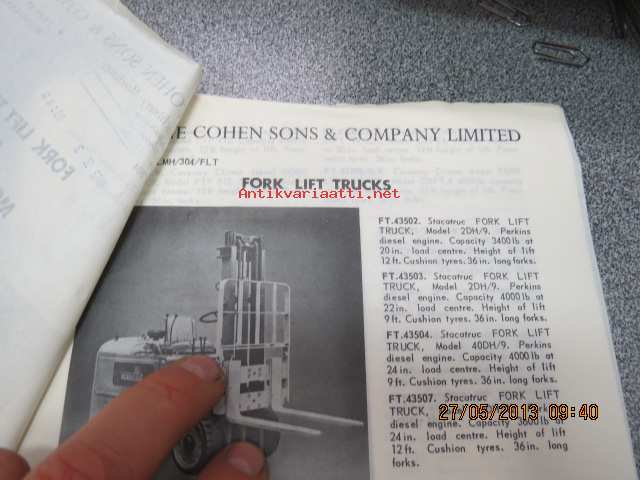 E COHEN SONS & COMPANY LIMITED
LMH/304/FLT
FORK LIFT TRUCKS
Antikvariaatti.net
FT.43502. Stacatruc FORK LIFT
TRUCK, Model 2DH/9. Perkins
diesel engine. Capacity 3400lb at
20in. load centre. Height of lift
12ft. Cushion tyres. 36in. long forks.
FT.43503. Stacatruc FORK LIFT
TRUCK, Model 2DH/9. Perkins
diesel engine. Capacity 4000lb at
22in. load centre. Height of lift
9ft. Cushion tyres. 36in. long forks.
FT.43504. Stacatruc FORK LIFT
TRUCK, Model 40DH/9. Perkins
diesel engine. Capacity 4000lb at
24in. load centre. Height of lift
9ft. Cushion tyres. 36in. long forks.
FT.43507. Stacatruc FORK LIFT
TRUCK,
diesel engine. Capacity 3600lb at
24in. load centre. Height of lift
12ft. Cushion tyres. 36in. long
forks.
27/05/2013 09:40